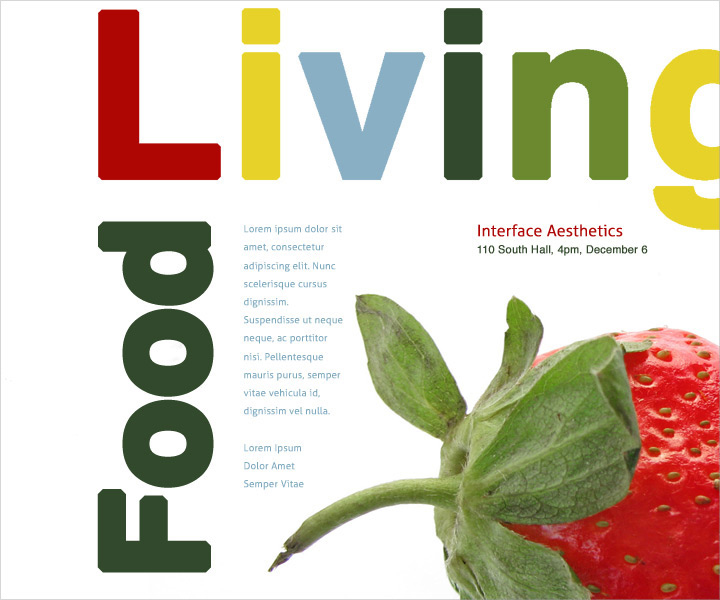 Living
Food
Lorem ipsum dolor sit
amet, consectetur
adipiscing elit. Nunc
scelerisque cursus
dignissim.
Suspendisse ut neque
neque, ac porttitor
nisi. Pellentesque
mauris purus, semper
vitae vehicula id,
dignissim vel nulla.
Lorem Ipsum
Dolor Amet
Semper Vitae
Interface Aesthetics
110 South Hall, 4pm, December 6